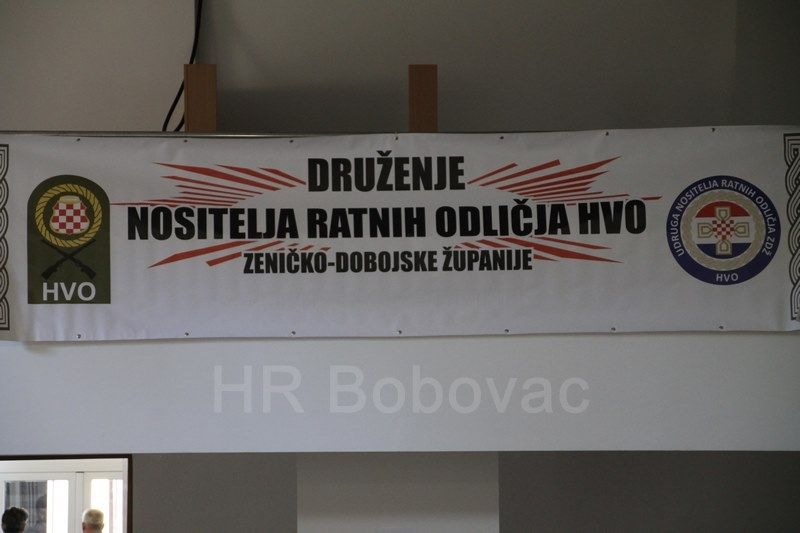 DRUŽENJE
NOSITELJA RATNIH ODLIČJA HVO
ZENIČKO-DOBOJSKE ŽUPANIJE
HVO
UDRUGA NOSITELJA RATNIH ODLIČJA ZDŽ
HVO
HR Bobovac